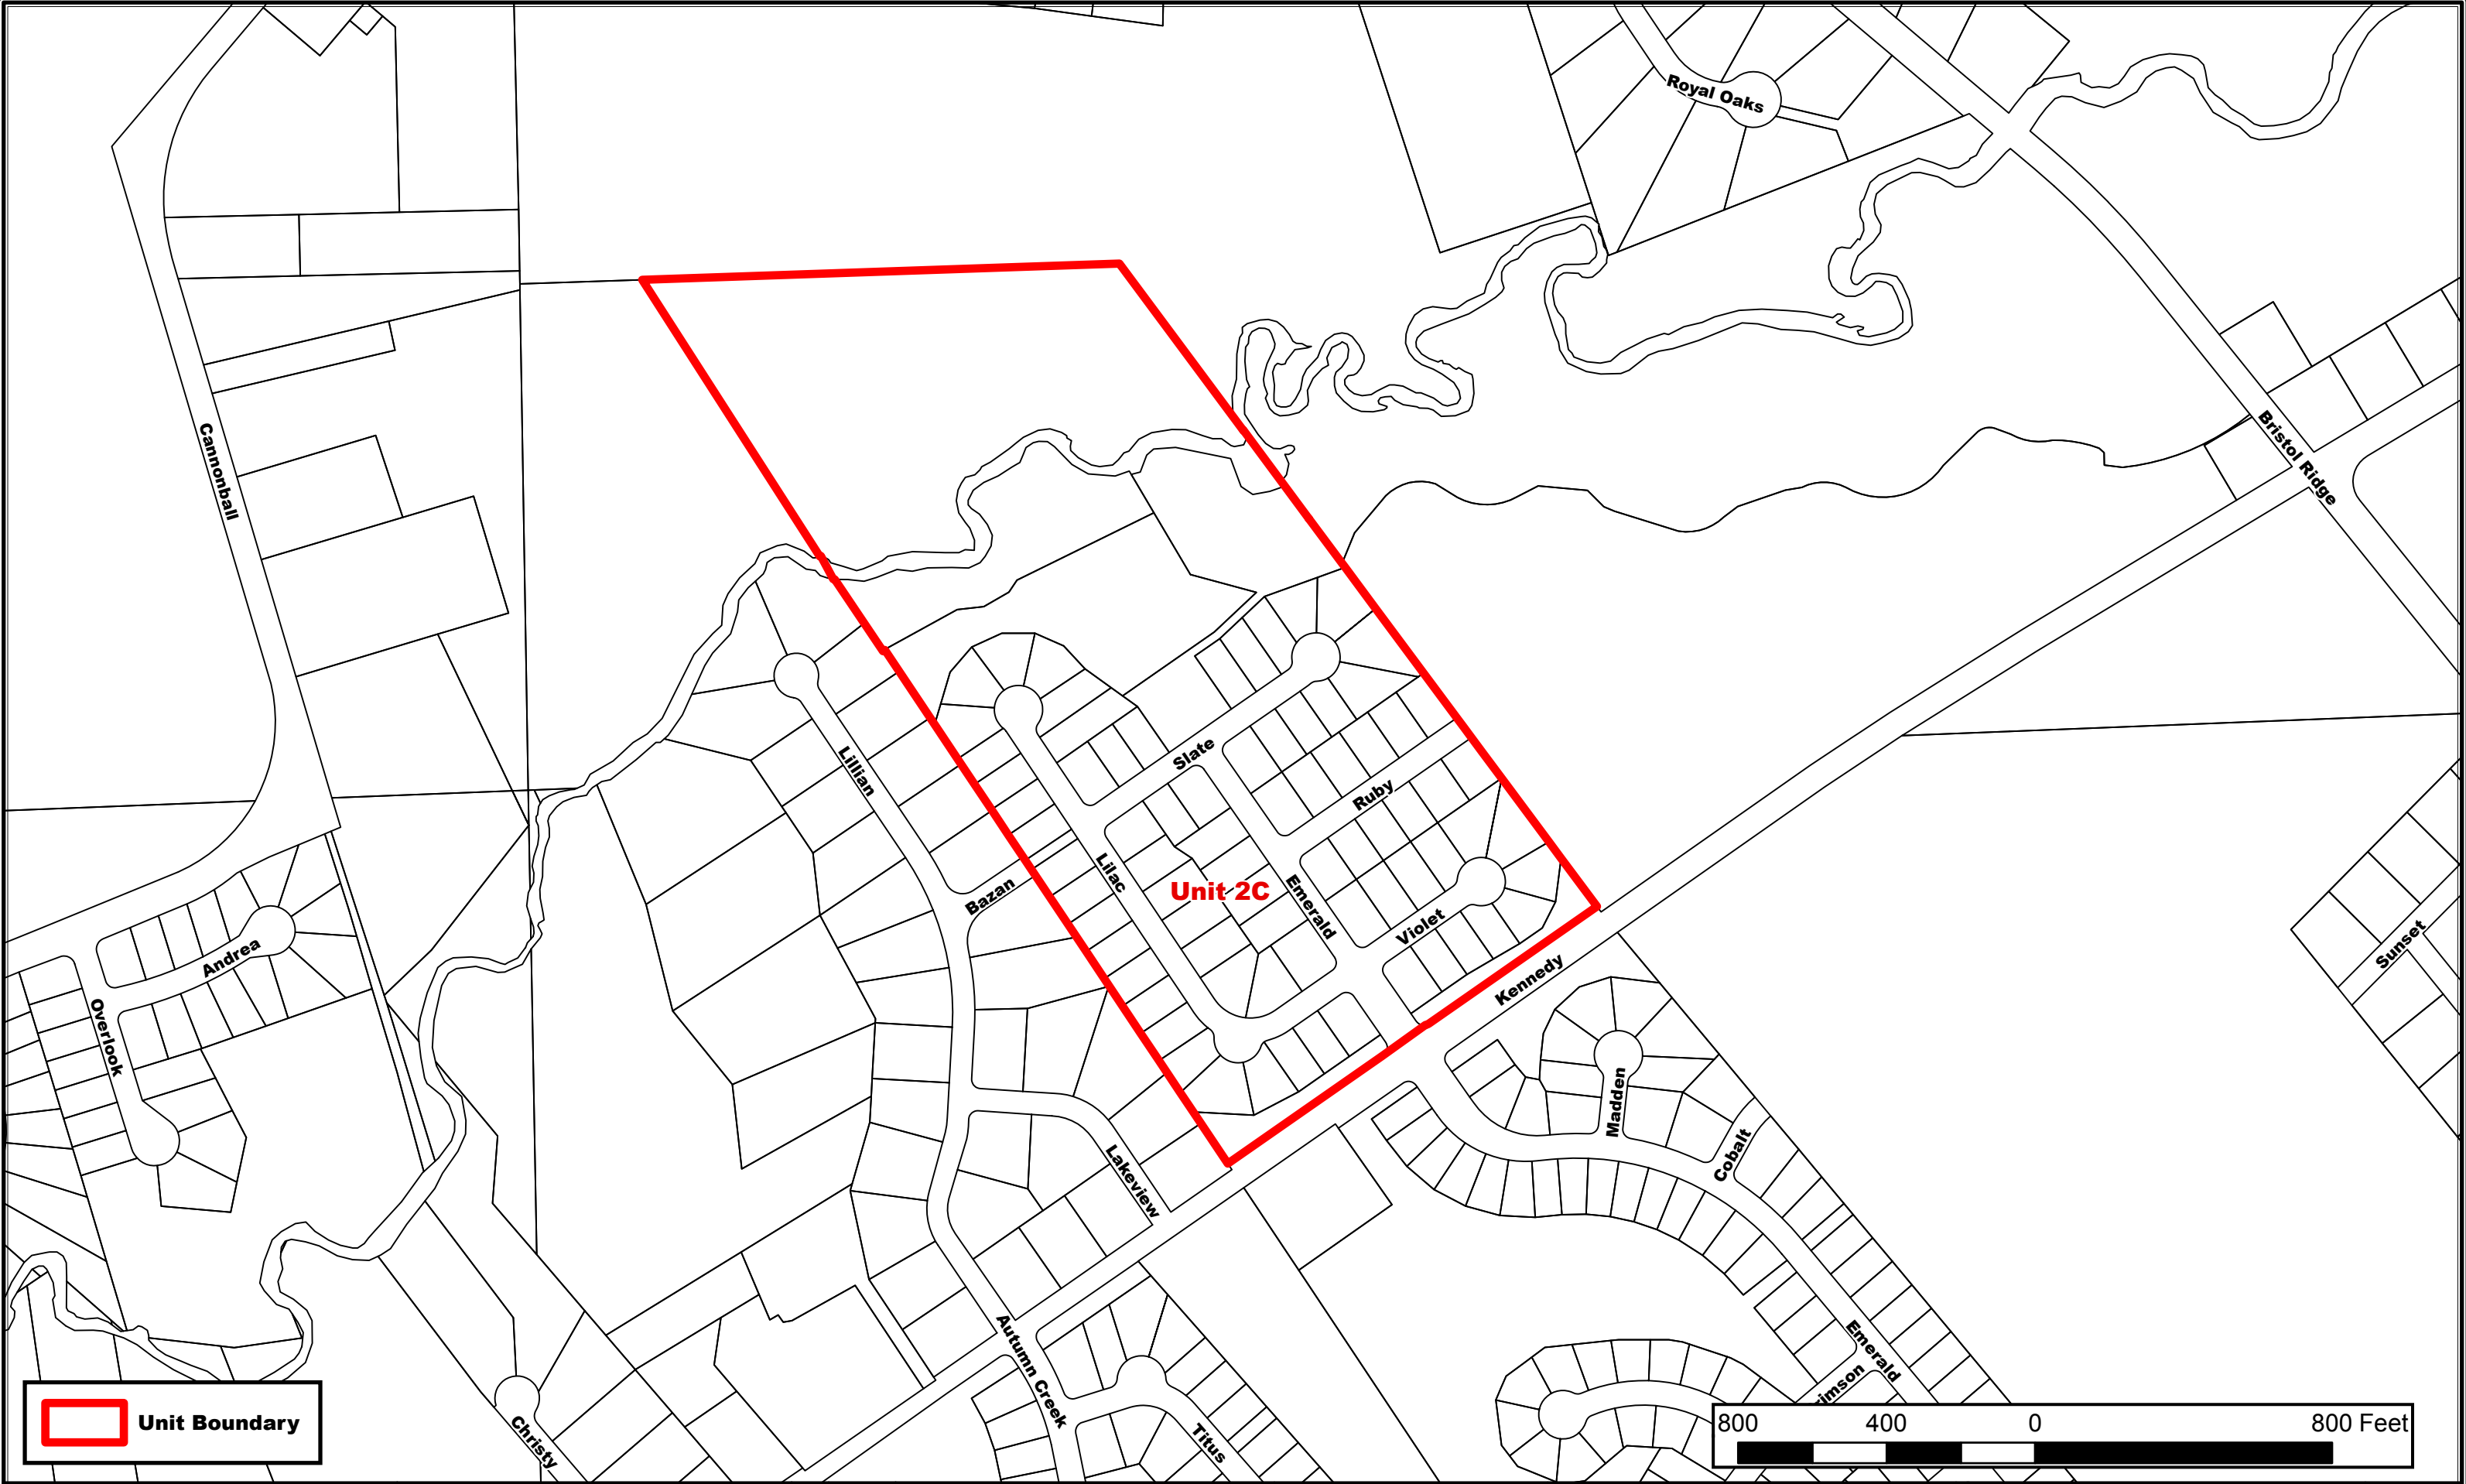 Royal Oaks
Cannonball
Bristol Ridge
Lillian
Slate
Ruby
Lilac
Bazan
Unit 2C
Emerald
Violet
Andrea
Sunset
Kennedy
Overlook
Madden
Cobalt
Lakeview
Autumn Creek
Emerald
Christy
Titus
Unit Boundary
800 400 0 800 Feet